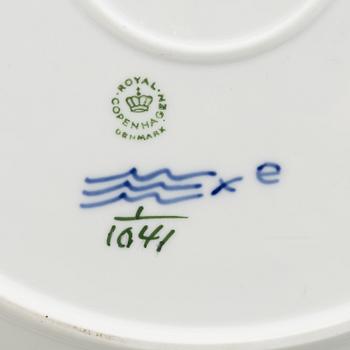 ROYAL
COPENHAGEN
DENMARK
x e
1
1041